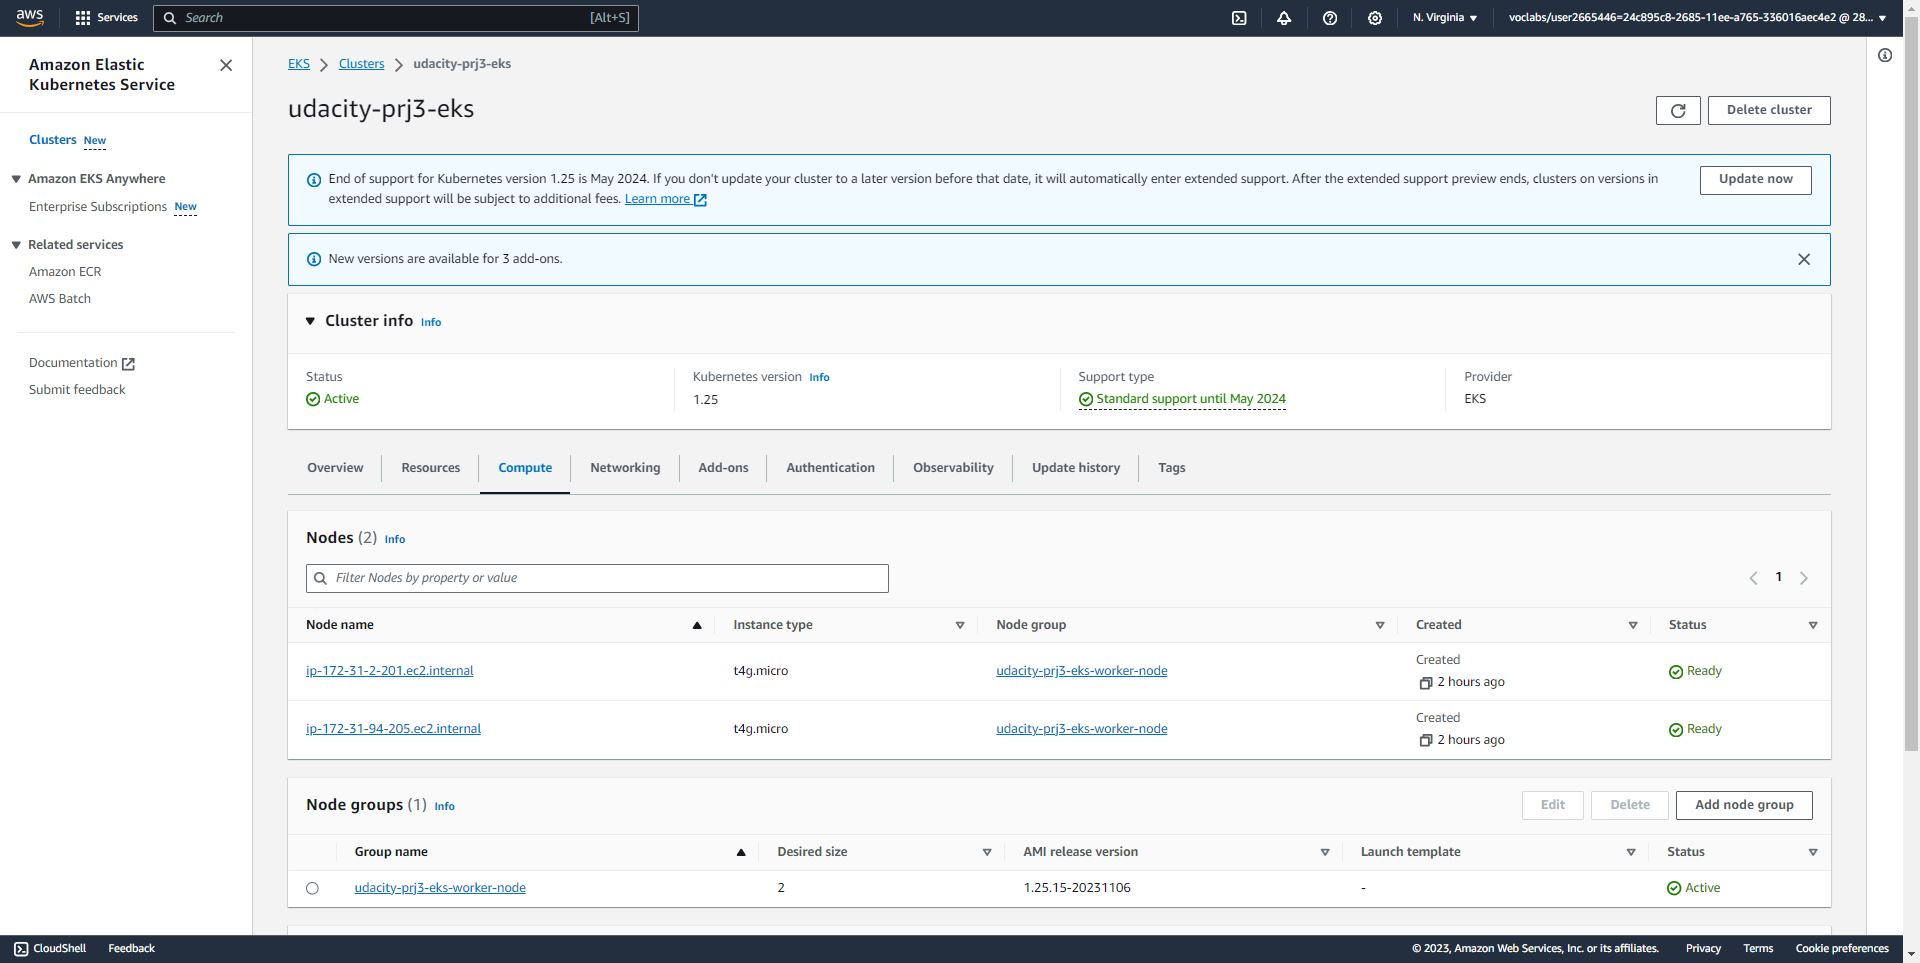 aws
Services
Search
[Alt+S]
N. Virginia
voclabs/user2665446=24c895c8-2685-11ee-a765-336016aec4e2 @ 28...
Amazon Elastic
Kubernetes Service
Clusters New
Amazon EKS Anywhere
Enterprise Subscriptions New
Related services
Amazon ECR
AWS Batch
Documentation
Submit feedback
EKS
Clusters
udacity-prj3-eks
udacity-prj3-eks
Delete cluster
End of support for Kubernetes version 1.25 is May 2024. If you don't update your cluster to a later version before that date, it will automatically enter extended support. After the extended support preview ends, clusters on versions in
extended support will be subject to additional fees. Learn more
Update now
New versions are available for 3 add-ons.
Cluster info Info
Status
Active
Kubernetes version Info
1.25
Support type
Standard support until May 2024
Provider
EKS
Overview
Resources
Compute
Networking
Add-ons
Authentication
Observability
Update history
Tags
Nodes (2) Info
Filter Nodes by property or value
1
Node name
Instance type
Node group
Created
Status
ip-172-31-2-201.ec2.internal
t4g.micro
udacity-prj3-eks-worker-node
Created
2 hours ago
Ready
ip-172-31-94-205.ec2.internal
t4g.micro
udacity-prj3-eks-worker-node
Created
2 hours ago
Ready
Node groups (1) Info
Edit
Delete
Add node group
Group name
Desired size
AMI release version
Launch template
Status
udacity-prj3-eks-worker-node
2
1.25.15-20231106
-
Active
CloudShell
Feedback
© 2023, Amazon Web Services, Inc. or its affiliates.
Privacy
Terms
Cookie preferences